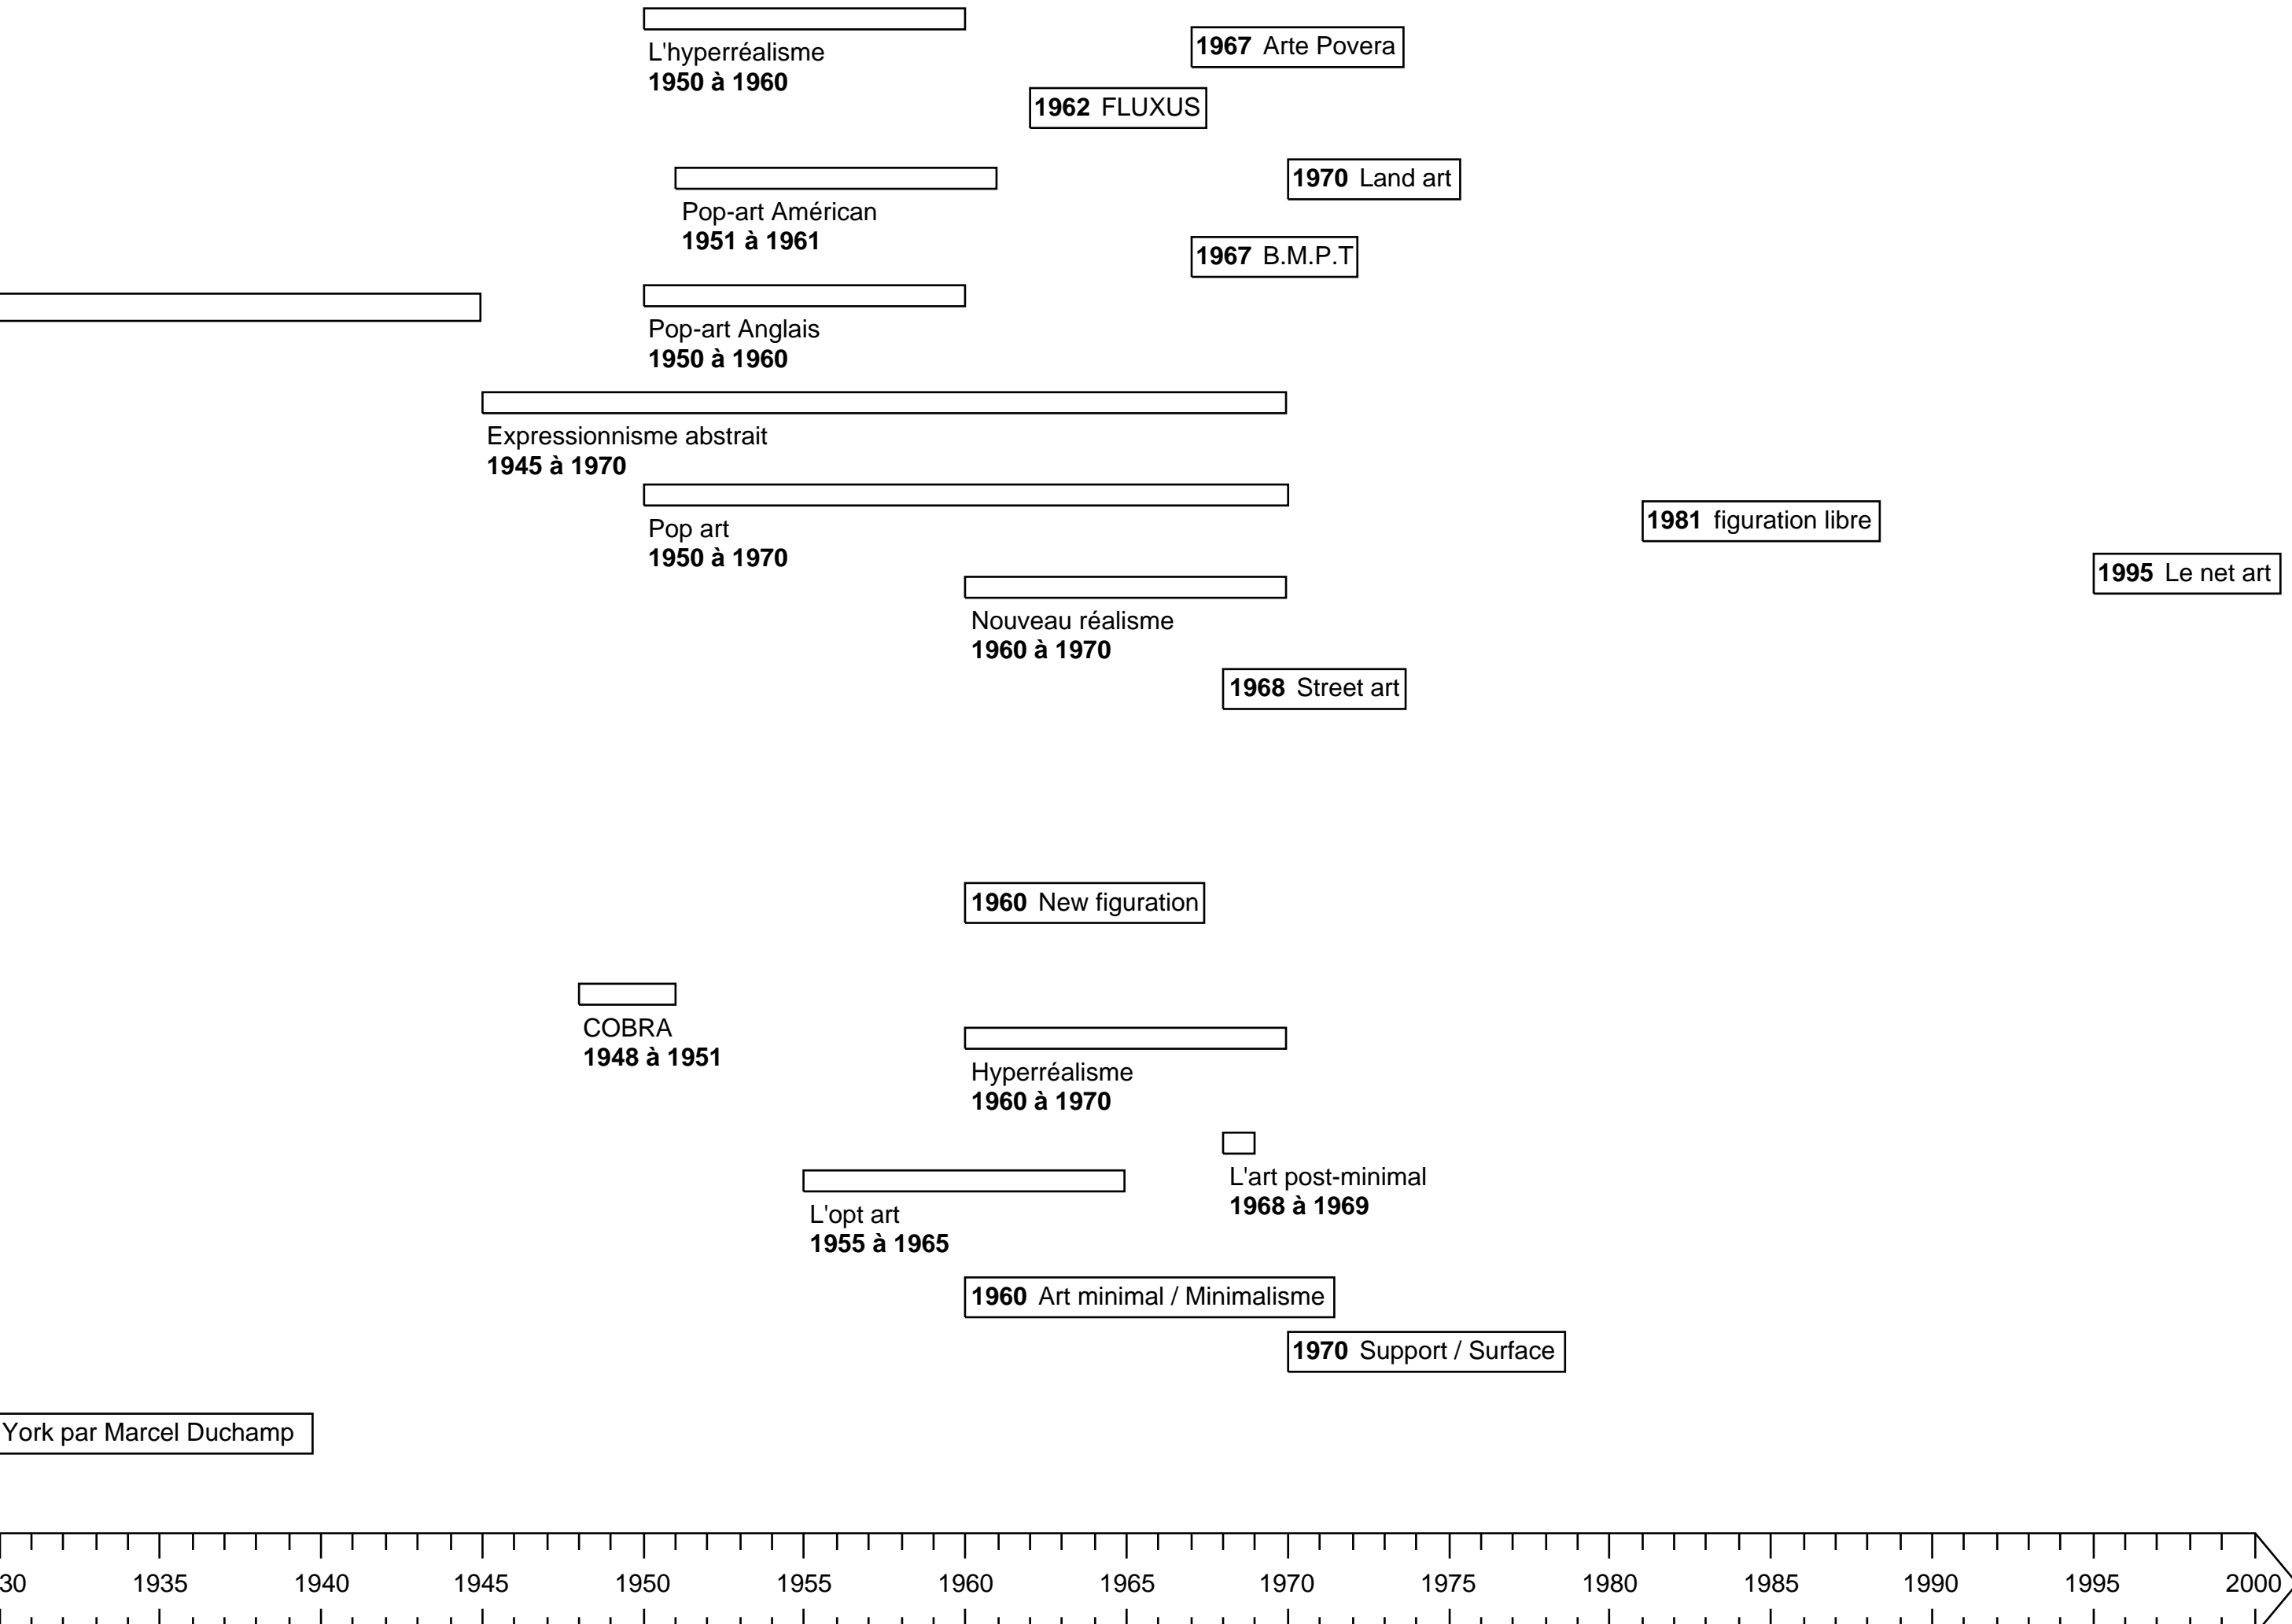 L'hyperréalisme
1950 à 1960
1967 Arte Povera
1962 FLUXUS
1970 Land art
Pop-art Américan
1951 à 1961
1967 B.M.P.T
Pop-art Anglais
1950 à 1960
Expressionnisme abstrait
1945 à 1970
Pop art
1950 à 1970
1981 figuration libre
1995 Le net art
Nouveau réalisme
1960 à 1970
1968 Street art
1960 New figuration
COBRA
1948 à 1951
Hyperréalisme
1960 à 1970
L'art post-minimal
1968 à 1969
L'opt art
1955 à 1965
1960 Art minimal / Minimalisme
1970 Support / Surface
York par Marcel Duchamp
30 1935 1940 1945 1950 1955 1960 1965 1970 1975 1980 1985 1990 1995 2000